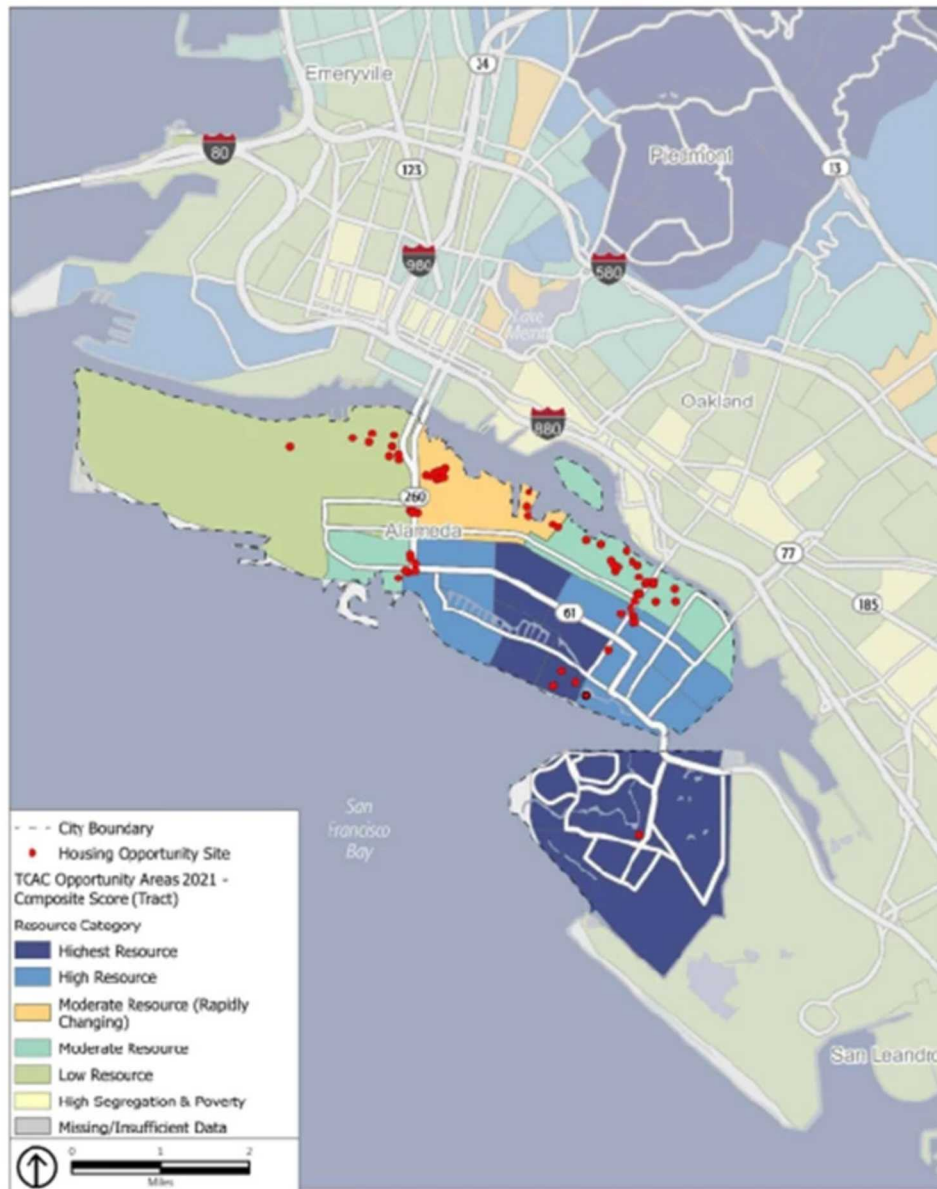 Emeryville
24
80
123
Piedmont
13
980
580
Lake
Oakland
880
260
Alameda
77
61
185
San
Francisco
Bay
San Leandro
City Boundary
Housing Opportunity Site
TCAC Opportunity Areas 2021 -
Composite Score (Tract)
Resource Category
Highest Resource
High Resource
Moderate Resource (Rapidly
Changing)
Moderate Resource
Low Resource
High Segregation & Poverty
Missing/Insufficient Data
0 1 2
Miles